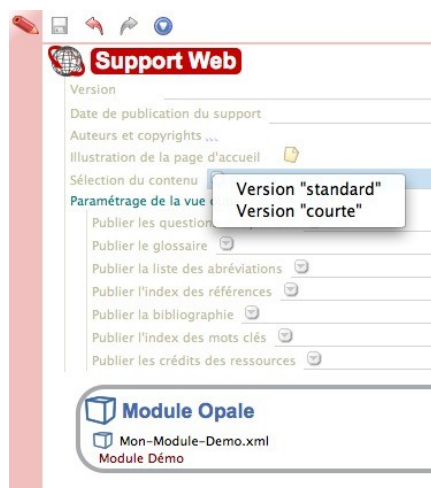 Support Web
Version
Date de publication du support
Auteurs et copyrights ...
Illustration de la page d'accueil
Sélection du contenu
Version "standard"
Version "courte"
Paramétrage de la vue
Publier les question
Publier le glossaire
Publier la liste des abréviations
Publier l'index des références
Publier la bibliographie
Publier l'index des mots clés
Publier les crédits des ressources
Module Opale
Mon-Module-Demo.xml
Module Démo